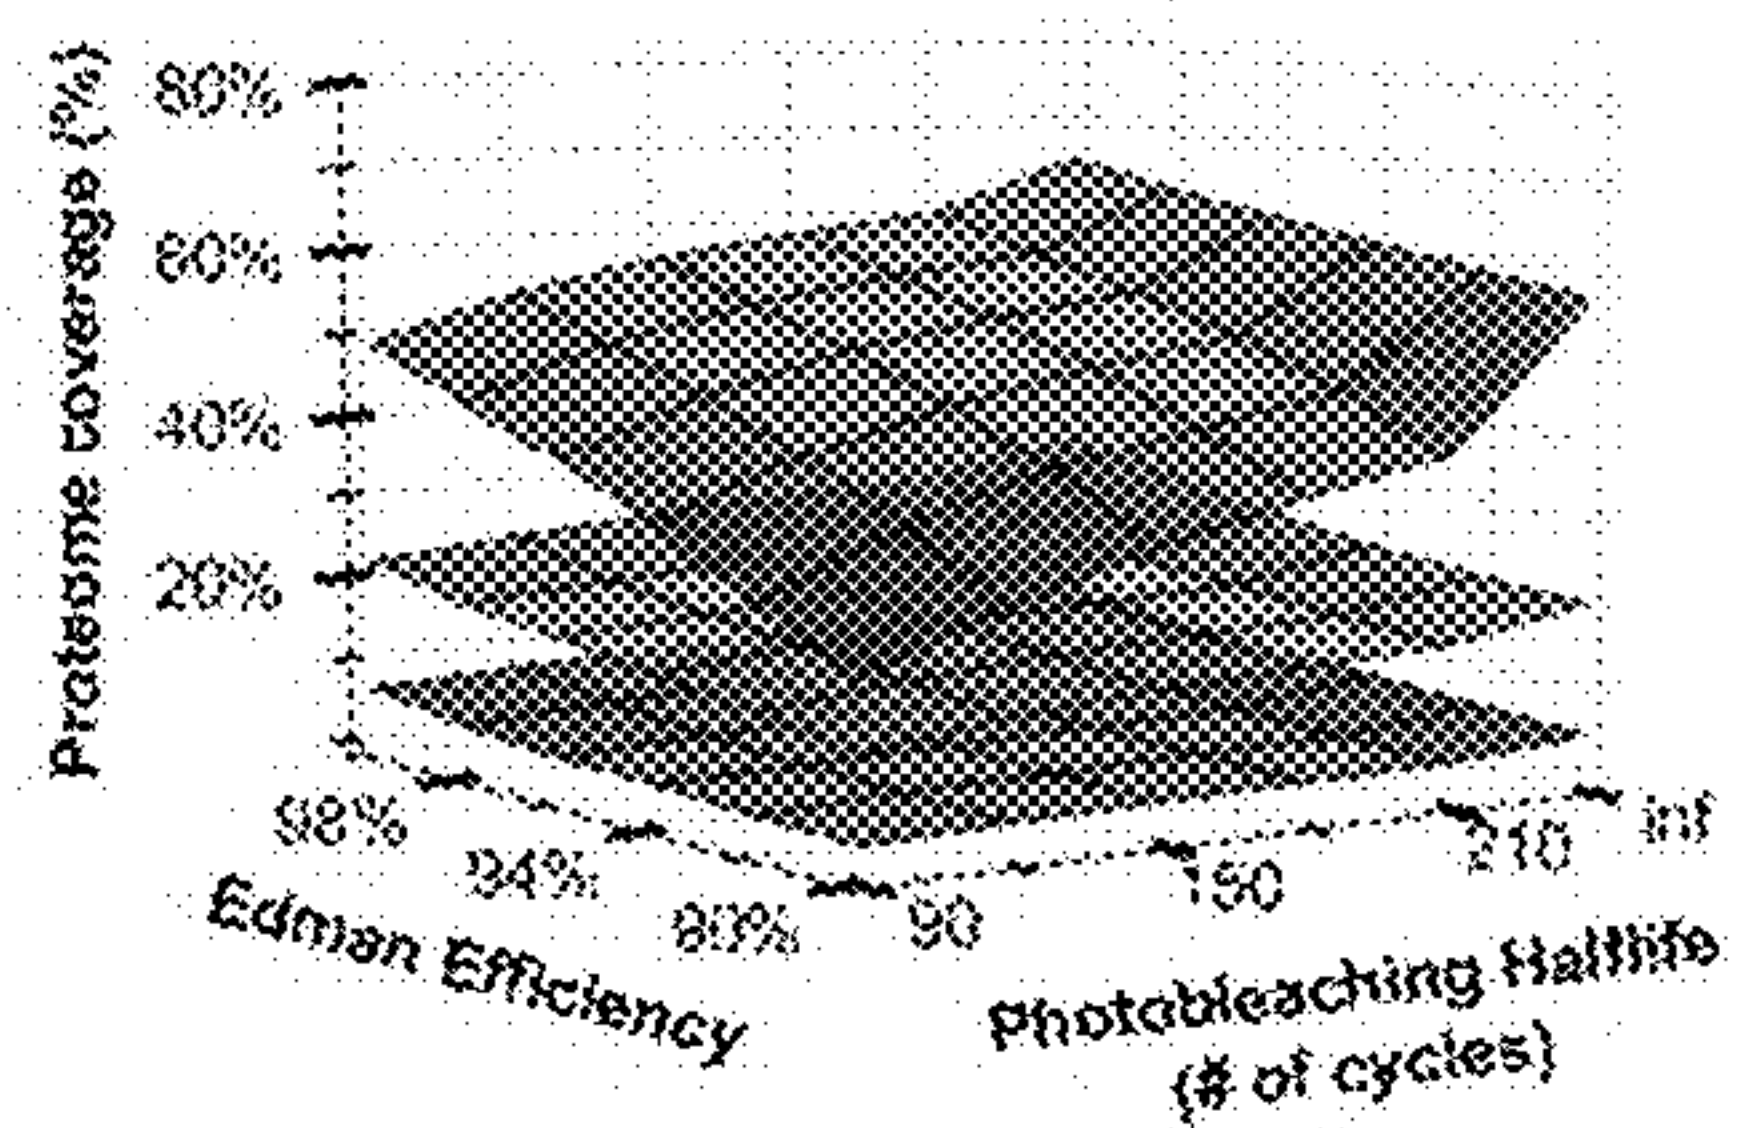 Proteome coverage (%)
80%
60%
40%
20%
0
98%
94%
90%
Edman Efficiency
90
150
210
inf
Photobleaching Halflife
(# of cycles)